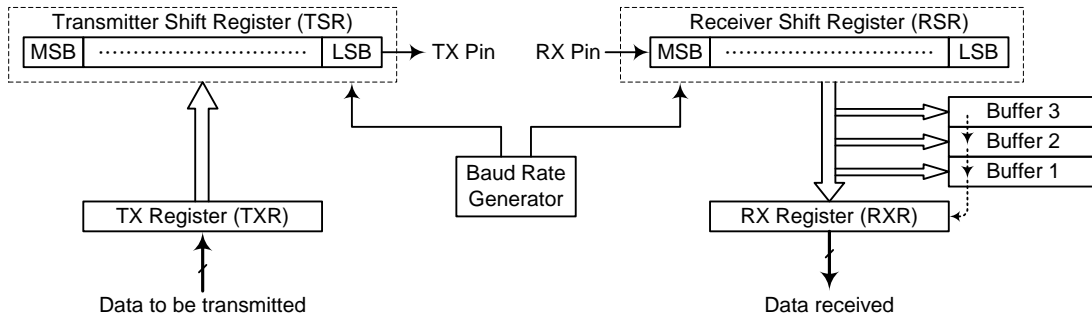 Transmitter Shift Register (TSR)
MSB LSB
TX Pin
Receiver Shift Register (RSR)
RX Pin
MSB LSB
Buffer 3
Buffer 2
Buffer 1
Baud Rate
Generator
TX Register (TXR)
RX Register (RXR)
Data to be transmitted
Data received